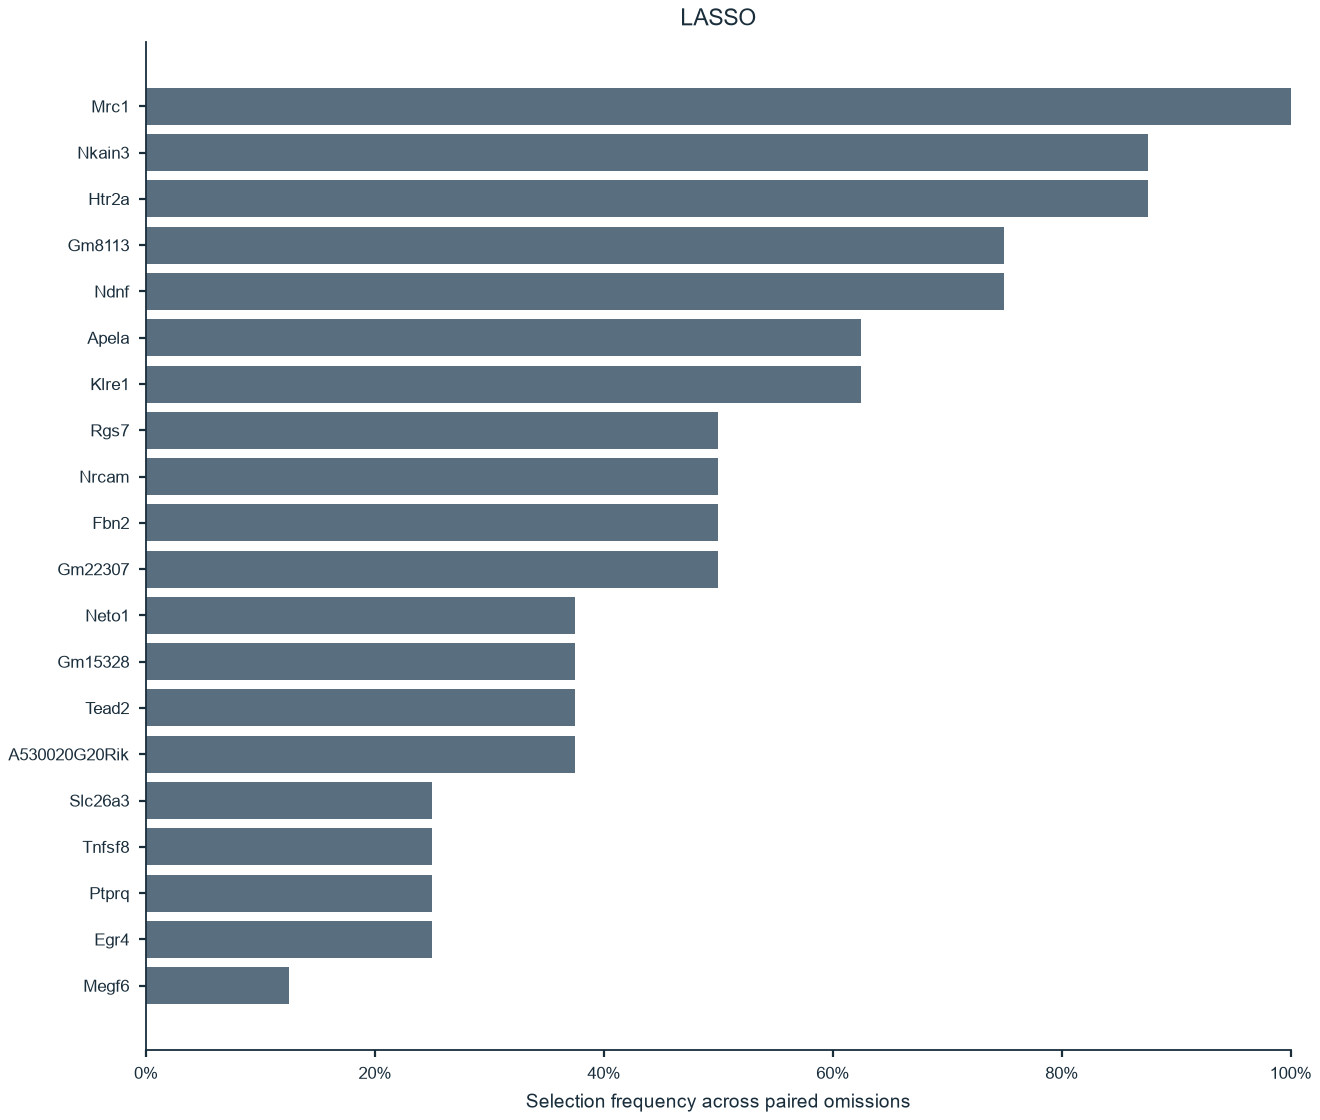 LASSO
Mrc1
Nkain3
Htr2a
Gm8113
Ndnf
Apela
Klre1
Rgs7
Nrcam
Fbn2
Gm22307
Neto1
Gm15328
Tead2
A530020G20Rik
Slc26a3
Tnfsf8
Ptprq
Egr4
Megf6
0% 20% 40% 60% 80% 100%
Selection frequency across paired omissions